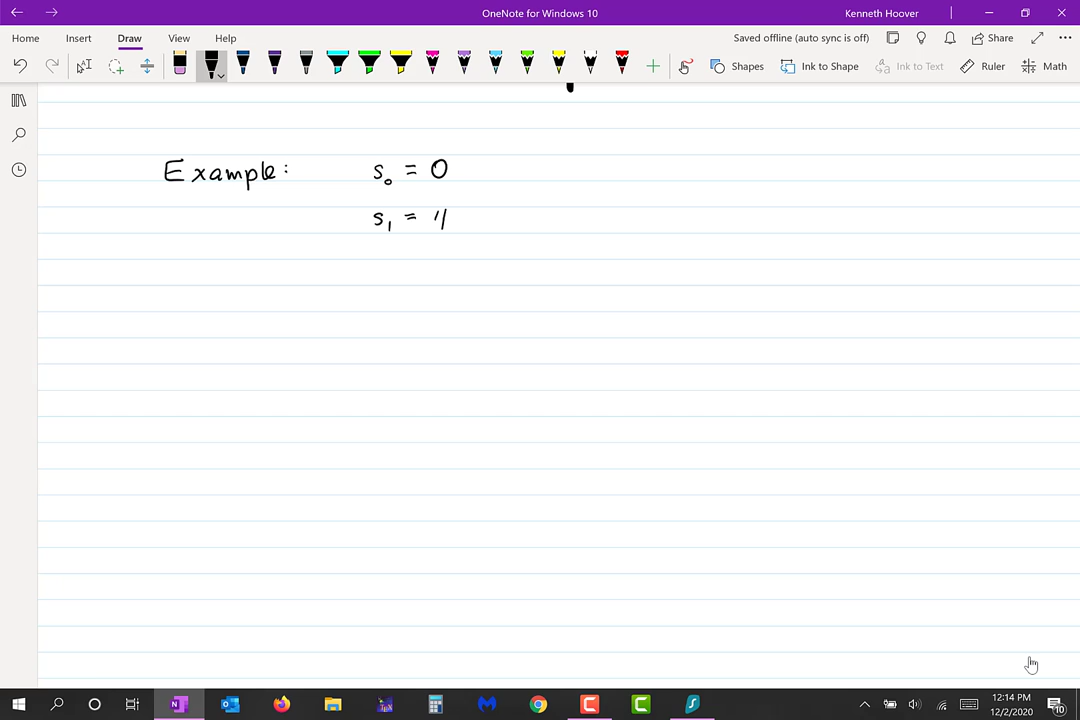 OneNote for Windows 10
Kenneth Hoover
Home Insert Draw View Help
Saved offline (auto sync is off)
Share
Shapes
Ink to Shape
Ink to Text
Ruler
Math
Example: s₀ = 0
s₁ =
12:14 PM
12/2/2020
10